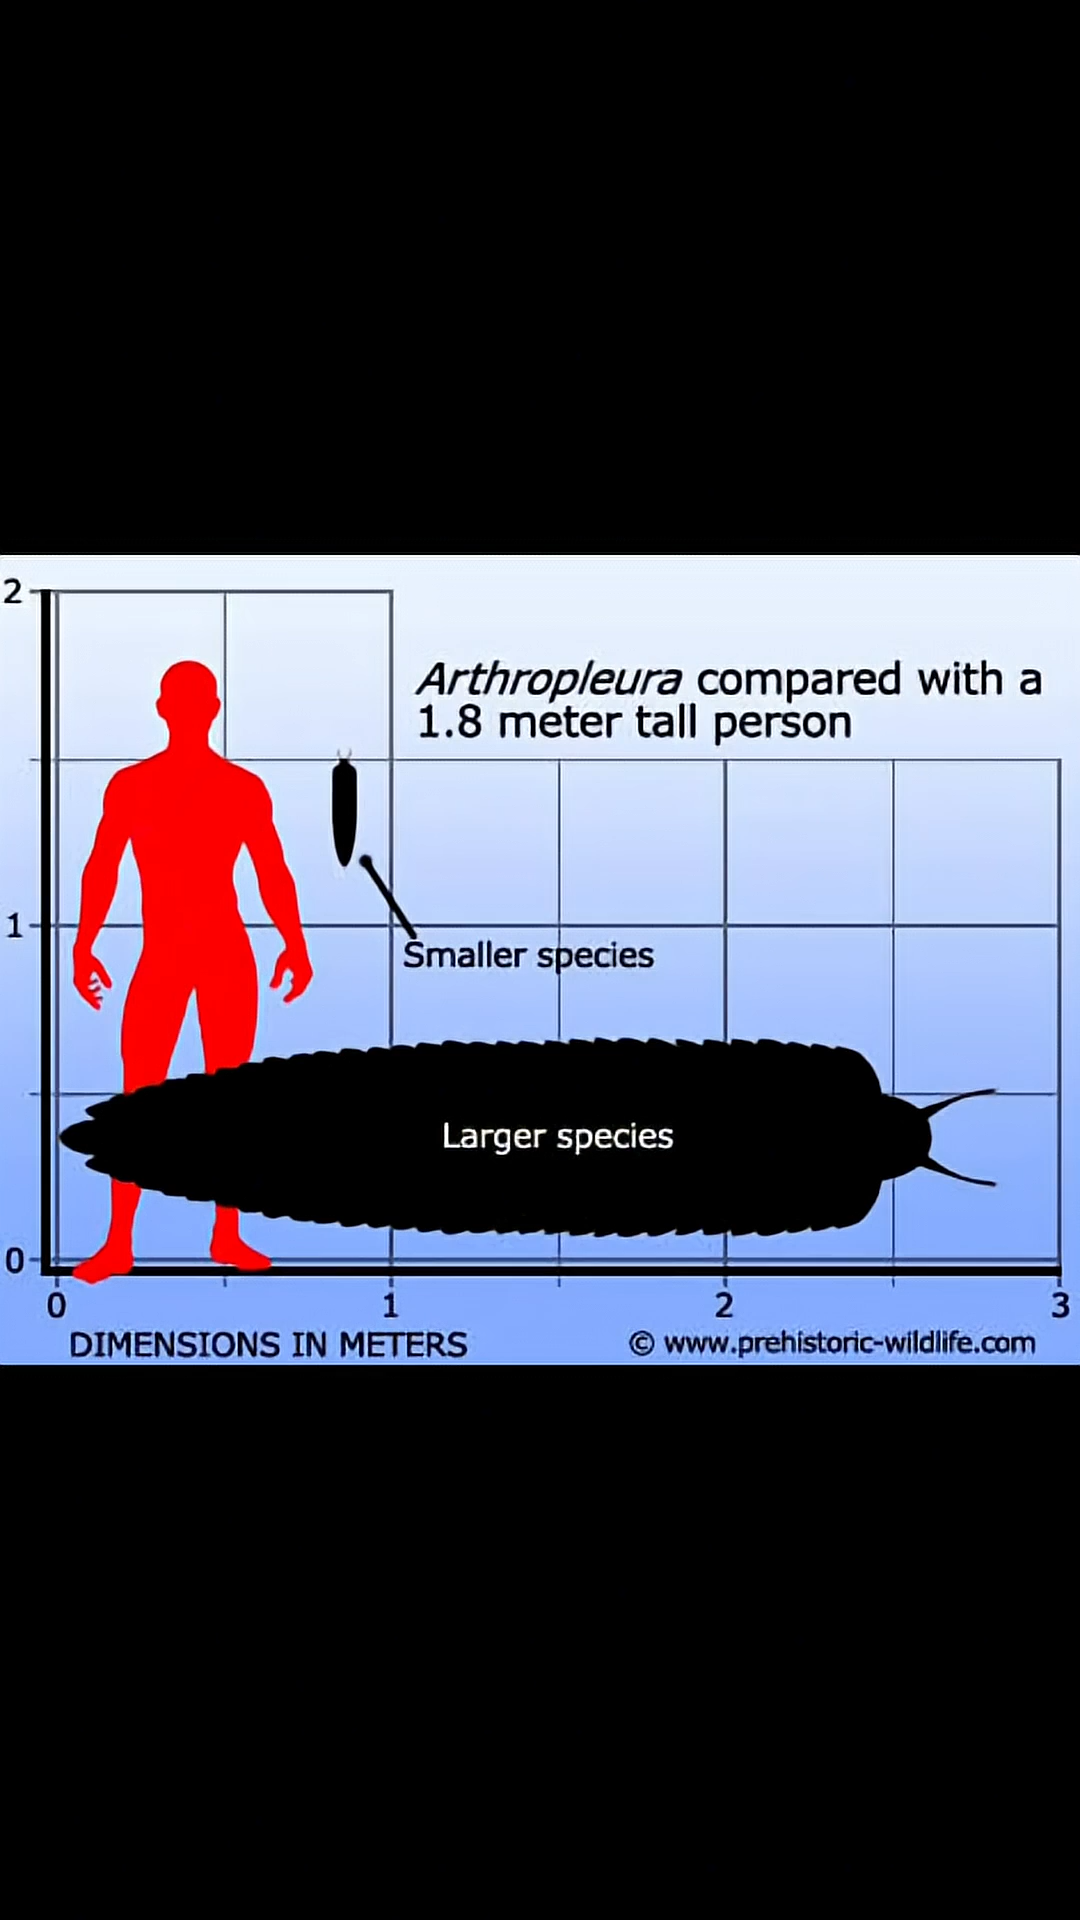 2
Arthropleura compared with a
1.8 meter tall person
1
Smaller species
Larger species
0
0 1 2 3
DIMENSIONS IN METERS
© www.prehistoric-wildlife.com